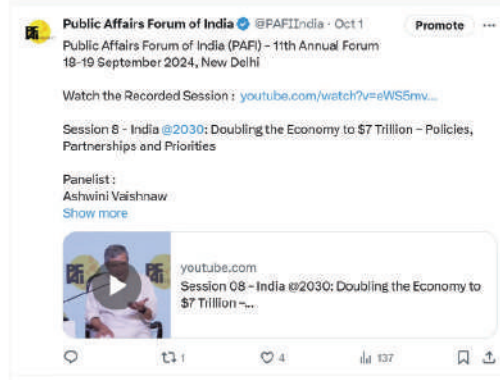 Public Affairs Forum of India @PAFIIndia · Oct 1
Promote
Public Affairs Forum of India (PAFI) – 11th Annual Forum
18-19 September 2024, New Delhi
Watch the Recorded Session : youtube.com/watch?v=eWS5mv...
Session 8 - India @2030: Doubling the Economy to $7 Trillion – Policies,
Partnerships and Priorities
Panelist :
Ashwini Vaishnaw
Show more
youtube.com
Session 08 – India @2030: Doubling the Economy to
$7 Trillion –...
1
4
137